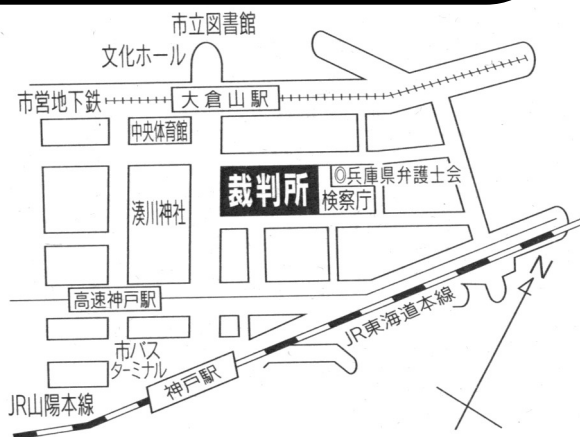 市立図書館
文化ホール
市営地下鉄
大倉山駅
中央体育館
裁判所
◎兵庫県弁護士会
検察庁
湊川神社
高速神戸駅
市バス
ターミナル
神戸駅
JR東海道本線
JR山陽本線
N